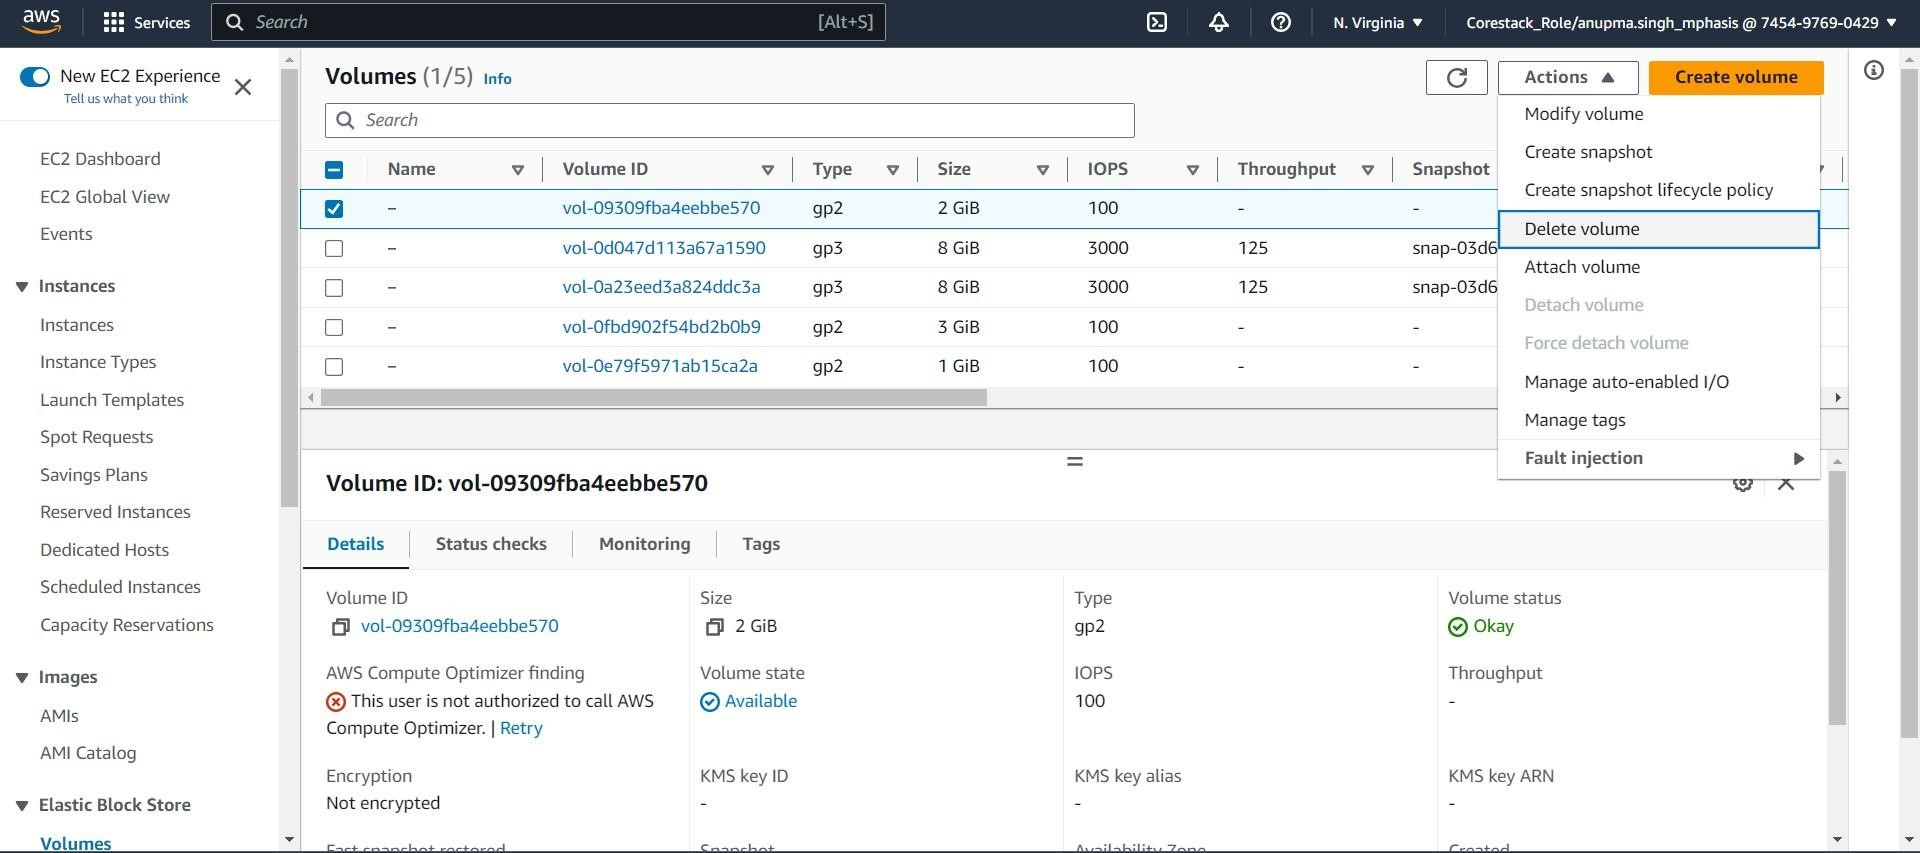 aws Services Search [Alt+S] N. Virginia Corestack_Role/anupma.singh_mphasis @ 7454-9769-0429
New EC2 Experience
Tell us what you think
EC2 Dashboard
EC2 Global View
Events
Instances
Instances
Instance Types
Launch Templates
Spot Requests
Savings Plans
Reserved Instances
Dedicated Hosts
Scheduled Instances
Capacity Reservations
Images
AMIs
AMI Catalog
Elastic Block Store
Volumes
Volumes (1/5) Info
Actions
Create volume
Search
Name Volume ID Type Size IOPS Throughput Snapshot
– vol-09309fba4eebbe570 gp2 2 GiB 100 - -
– vol-0d047d113a67a1590 gp3 8 GiB 3000 125 snap-03d6
– vol-0a23eed3a824ddc3a gp3 8 GiB 3000 125 snap-03d6
– vol-0fbd902f54bd2b0b9 gp2 3 GiB 100 - -
– vol-0e79f5971ab15ca2a gp2 1 GiB 100 - -
Modify volume
Create snapshot
Create snapshot lifecycle policy
Delete volume
Attach volume
Detach volume
Force detach volume
Manage auto-enabled I/O
Manage tags
Fault injection
Volume ID: vol-09309fba4eebbe570
Details Status checks Monitoring Tags
Volume ID Size Type Volume status
vol-09309fba4eebbe570 2 GiB gp2 Okay
AWS Compute Optimizer finding Volume state IOPS Throughput
This user is not authorized to call AWS Available 100 -
Compute Optimizer. | Retry
Encryption KMS key ID KMS key alias KMS key ARN
Not encrypted - - -
Fast snapshot restored Snapshot Availability Zone Created